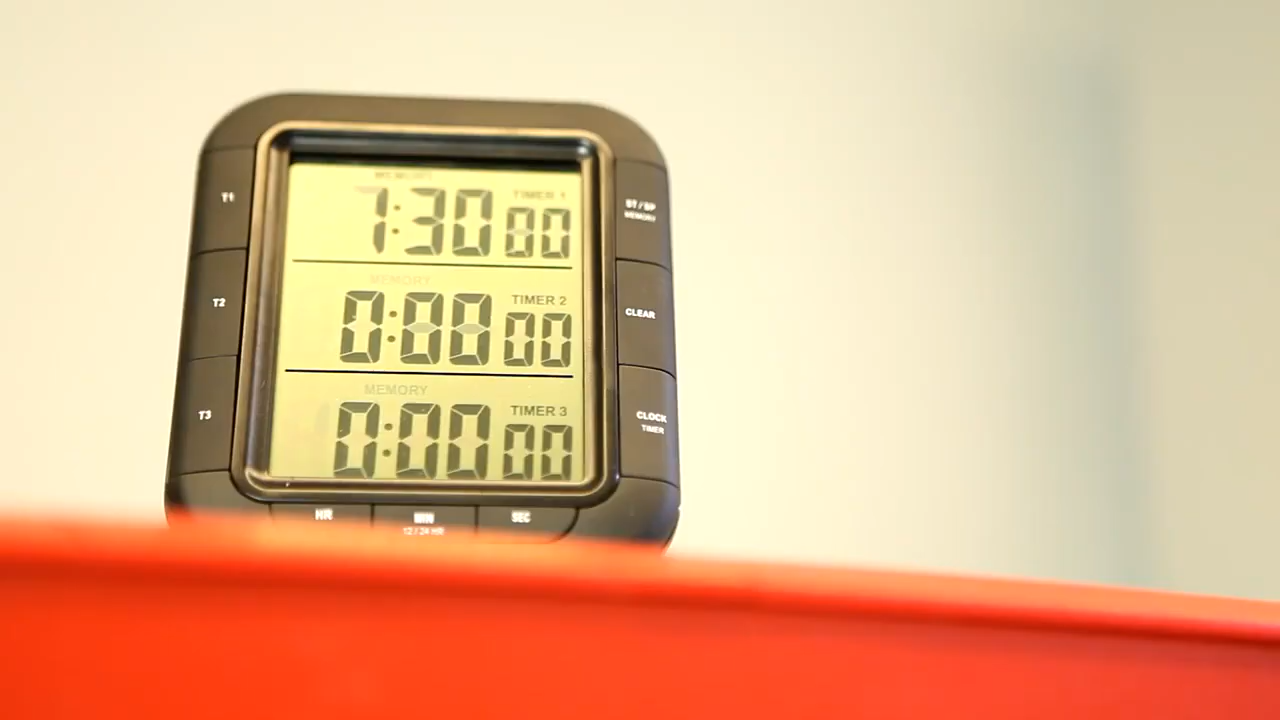 MEMORY
TIMER 1
T1
7:30 00
ST / SP
MEMORY
MEMORY
TIMER 2
T2
0:00 00
CLEAR
MEMORY
TIMER 3
T3
0:00 00
CLOCK
TIMER
HR MIN SEC
12 / 24 HR